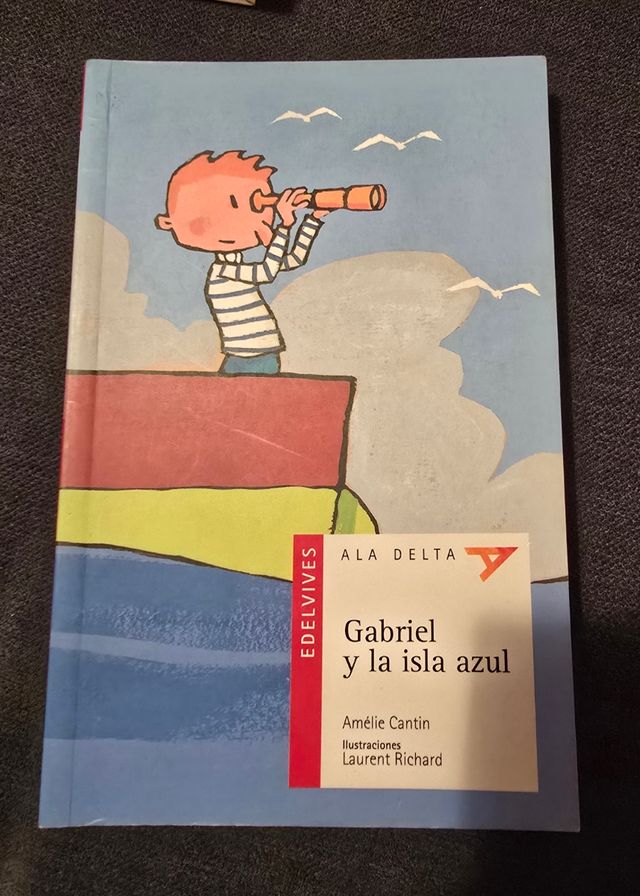 EDELVIVES
ALA DELTA
Gabriel
y la isla azul
Amélie Cantin
Ilustraciones
Laurent Richard